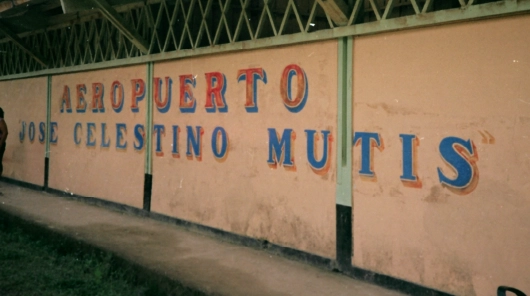 AEROPUERTO
"JOSE CELESTINO MUTIS"